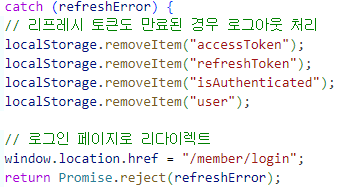 catch (refreshError) {
// 리프레시 토큰도 만료된 경우 로그아웃 처리
localStorage.removeItem("accessToken");
localStorage.removeItem("refreshToken");
localStorage.removeItem("isAuthenticated");
localStorage.removeItem("user");

// 로그인 페이지로 리다이렉트
window.location.href = "/member/login";
return Promise.reject(refreshError);